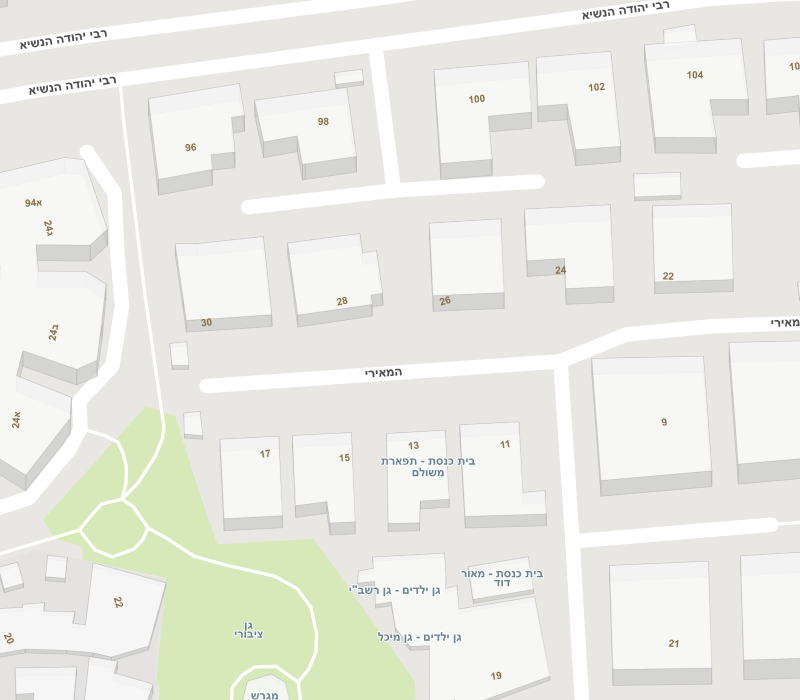 רבי יהודה הנשיא
רבי יהודה הנשיא
רבי יהודה הנשיא
96
98
100
102
104
94א
24ג
24ב
24א
30
28
26
24
22
המאירי
המאירי
17
15
13
11
9
בית כנסת - תפארת
משולם
בית כנסת - מאור
דוד
גן ילדים - גן רשב"י
גן ילדים - גן מיכל
גן
ציבורי
מגרש
22
20
19
21